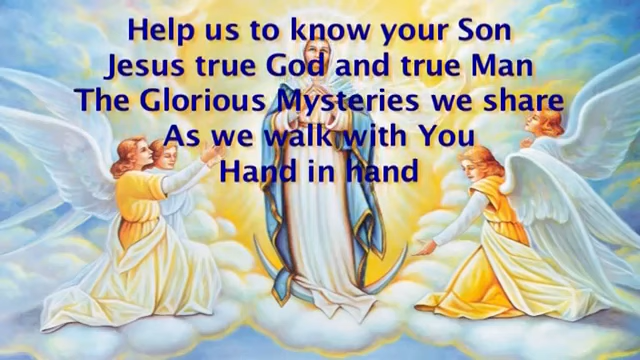 Help us to know your Son
Jesus true God and true Man
The Glorious Mysteries we share
As we walk with You
Hand in hand